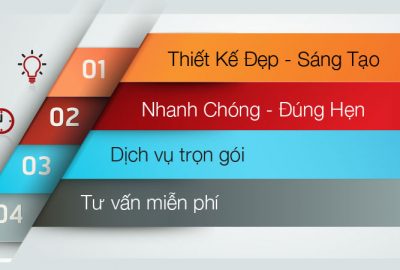 01 Thiết Kế Đẹp - Sáng Tạo
02 Nhanh Chóng - Đúng Hẹn
03 Dịch vụ trọn gói
04 Tư vấn miễn phí